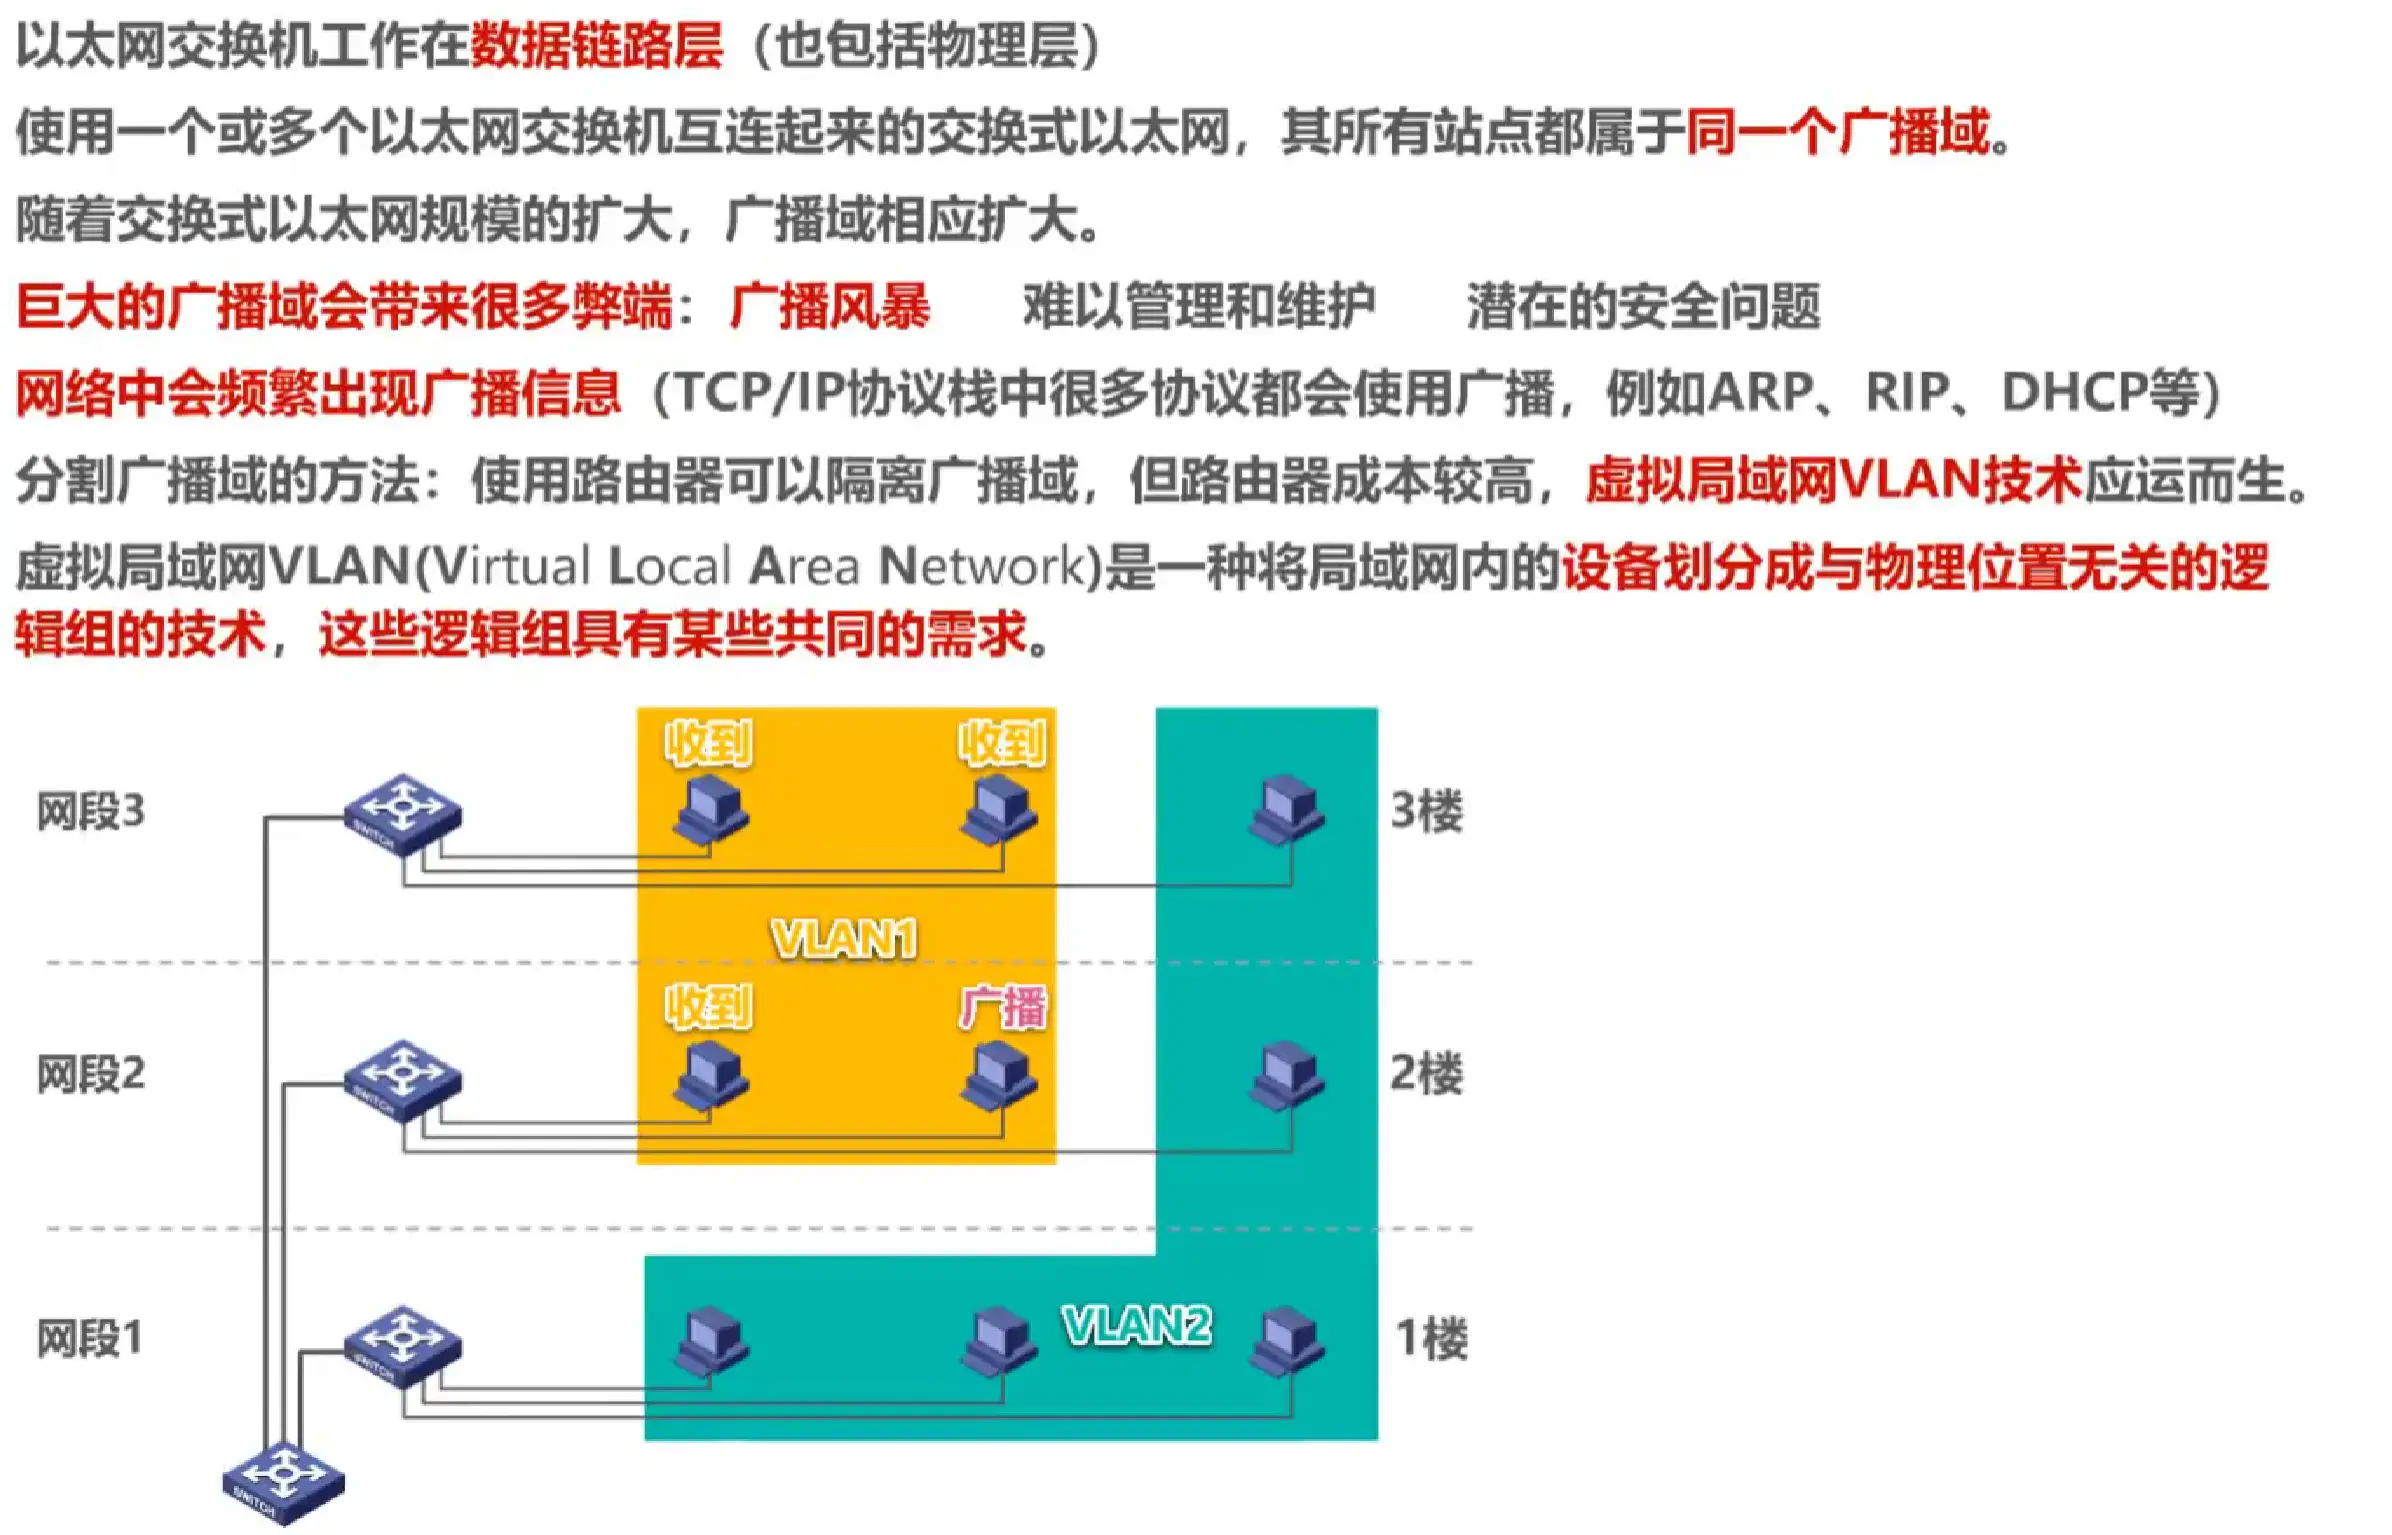 以太网交换机工作在数据链路层（也包括物理层）
使用一个或多个以太网交换机互连起来的交换式以太网，其所有站点都属于同一个广播域。
随着交换式以太网规模的扩大，广播域相应扩大。
巨大的广播域会带来很多弊端：广播风暴 难以管理和维护 潜在的安全问题
网络中会频繁出现广播信息（TCP/IP协议栈中很多协议都会使用广播，例如ARP、RIP、DHCP等）
分割广播域的方法：使用路由器可以隔离广播域，但路由器成本较高，虚拟局域网VLAN技术应运而生。
虚拟局域网VLAN(Virtual Local Area Network)是一种将局域网内的设备划分成与物理位置无关的逻
辑组的技术，这些逻辑组具有某些共同的需求。
收到 收到
网段3 SWITCH 3楼
VLAN1
收到 广播
网段2 SWITCH 2楼
网段1 SWITCH VLAN2 1楼
SWITCH